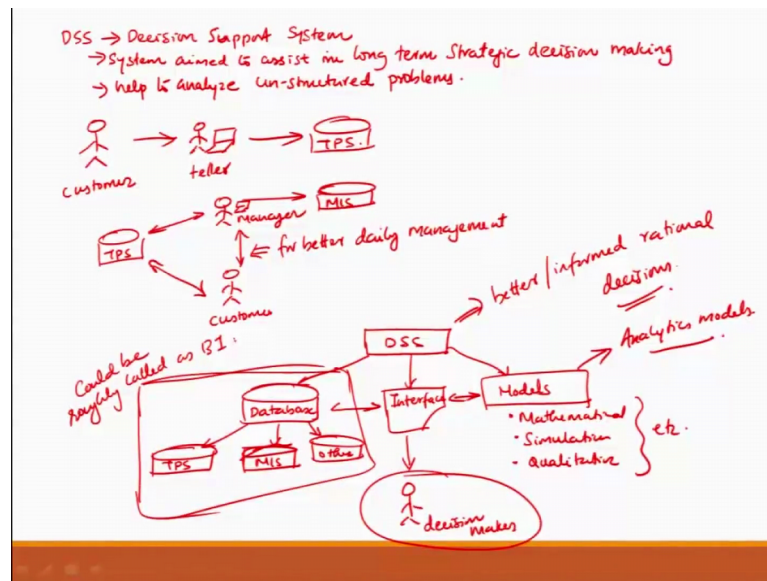 DSS → Decision Support System
→ System aimed to assist in long term strategic decision making
→ help to analyze un-structured problems.
TPS
customer
teller
manager
MIS
TPS
← for better daily management
customer
better/informed rational
decisions.
DSS
Could be
roughly called as BI.
Analytics models
Database
Interface
Models
• Mathematical
• Simulation
- Qualitative
etc.
TPS
MIS
others
decision
maker